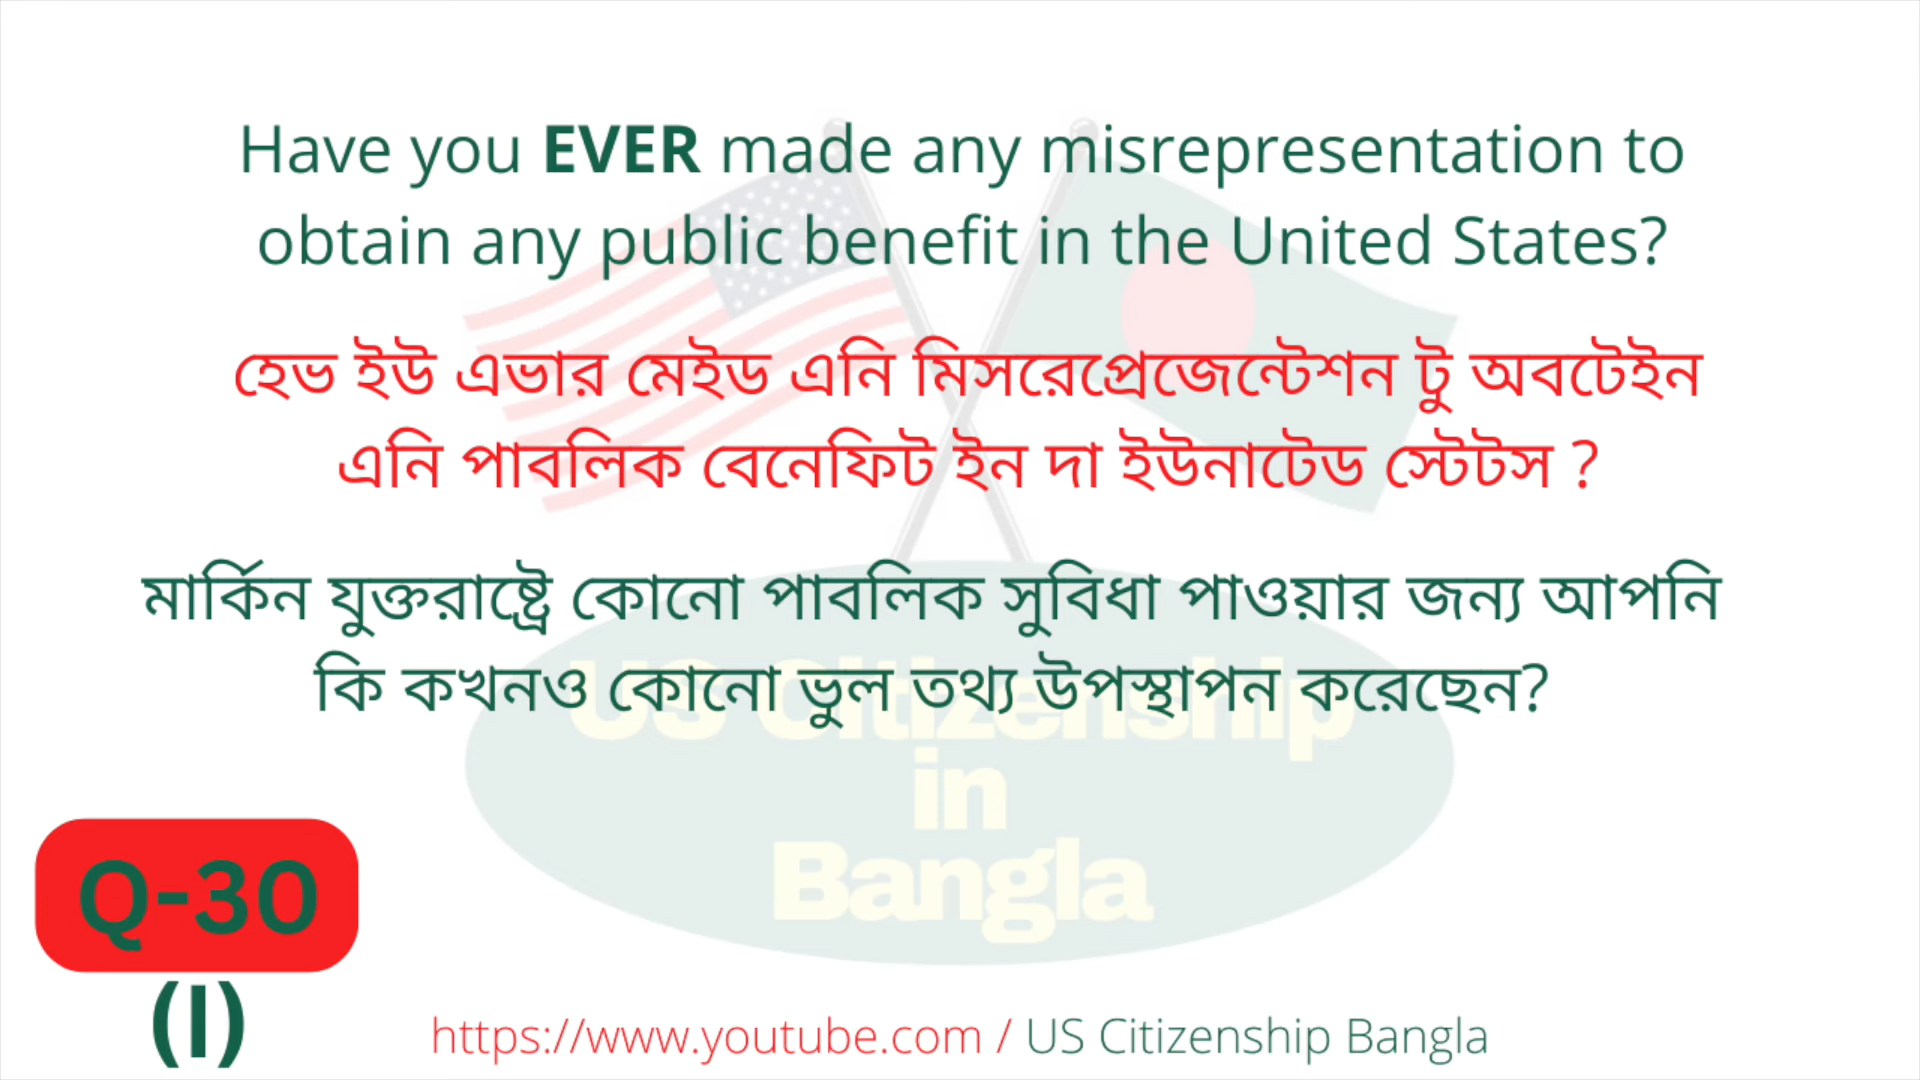 Have you EVER made any misrepresentation to
obtain any public benefit in the United States?
হেভ ইউ এভার মেইড এনি মিসরেপ্রেজেন্টেশন টু অবটেইন
এনি পাবলিক বেনেফিট ইন দা ইউনাটেড স্টেটস ?
মার্কিন যুক্তরাষ্ট্রে কোনো পাবলিক সুবিধা পাওয়ার জন্য আপনি
কি কখনও কোনো ভুল তথ্য উপস্থাপন করেছেন?
US Citizenship
in
Bangla
Q-30
(I)
https://www.youtube.com / US Citizenship Bangla